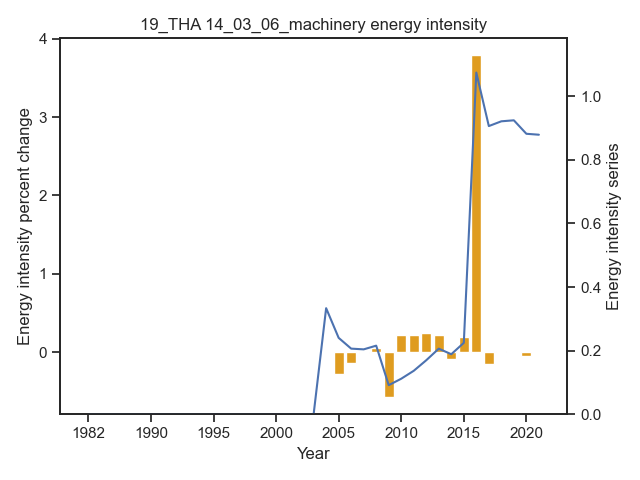 19_THA 14_03_06_machinery energy intensity
Energy intensity percent change
4
3
2
1
0
1.0
0.8
0.6
0.4
0.2
0.0
Energy intensity series
1982 1990 1995 2000 2005 2010 2015 2020
Year